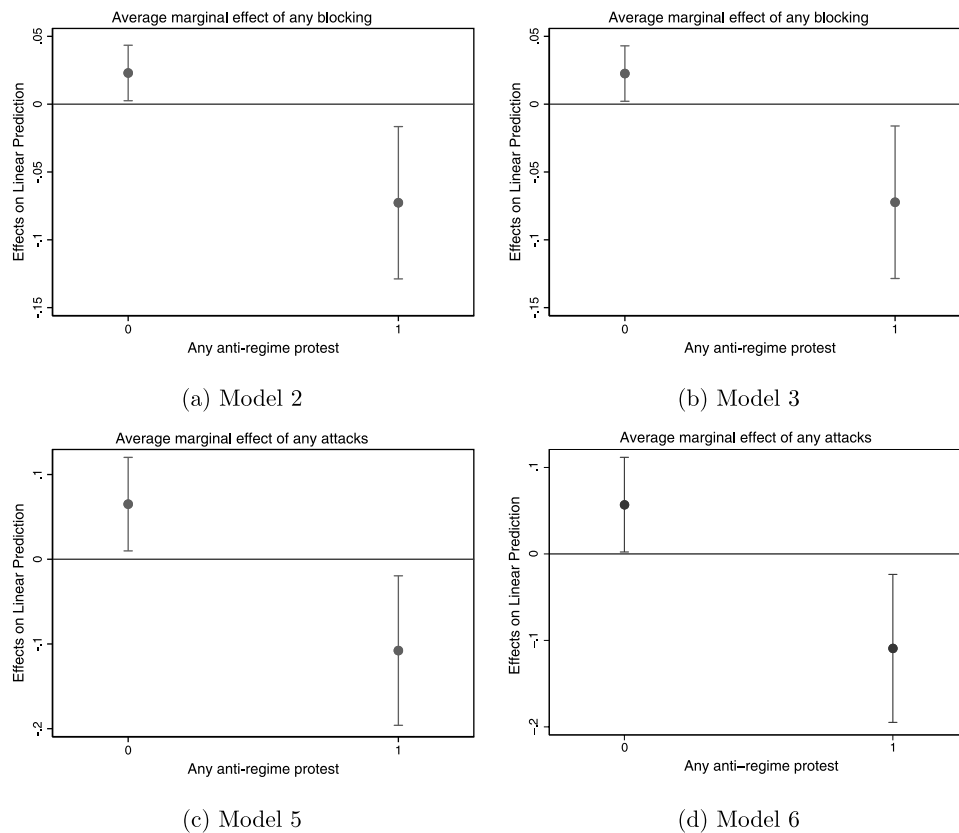 Average marginal effect of any blocking
.05
0
-.05
-.1
-.15
Effects on Linear Prediction
0
1
Any anti-regime protest
(a) Model 2
Average marginal effect of any blocking
.05
0
-.05
-.1
-.15
Effects on Linear Prediction
0
1
Any anti-regime protest
(b) Model 3
Average marginal effect of any attacks
.1
0
-.1
-.2
Effects on Linear Prediction
0
1
Any anti-regime protest
(c) Model 5
Average marginal effect of any attacks
.1
0
-.1
-.2
Effects on Linear Prediction
0
1
Any anti−regime protest
(d) Model 6